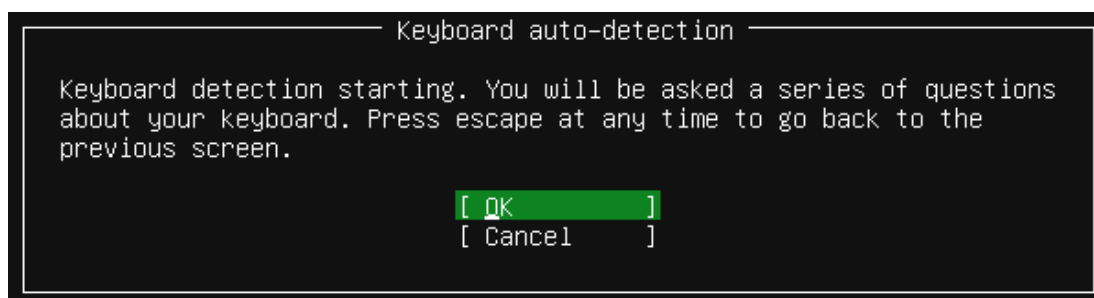 Keyboard auto-detection
Keyboard detection starting. You will be asked a series of questions
about your keyboard. Press escape at any time to go back to the
previous screen.
[ OK ]
[ Cancel ]